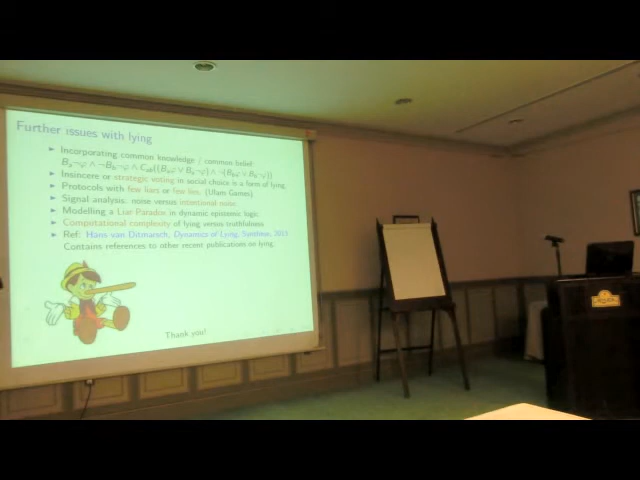 Further issues with lying
▶ Incorporating common knowledge / common belief:
▶ Insincere or strategic voting in social choice is a form of lying
▶ Protocols with few liars or few lies. (Ulam Games)
▶ Signal analysis: noise versus intentional noise.
▶ Modelling a Liar Paradox in dynamic epistemic logic
▶ Computational complexity of lying versus truthfulness
▶ Ref: Hans van Ditmarsch, Dynamics of Lying, Synthese, 2013
Contains references to other recent publications on lying.
Thank you!